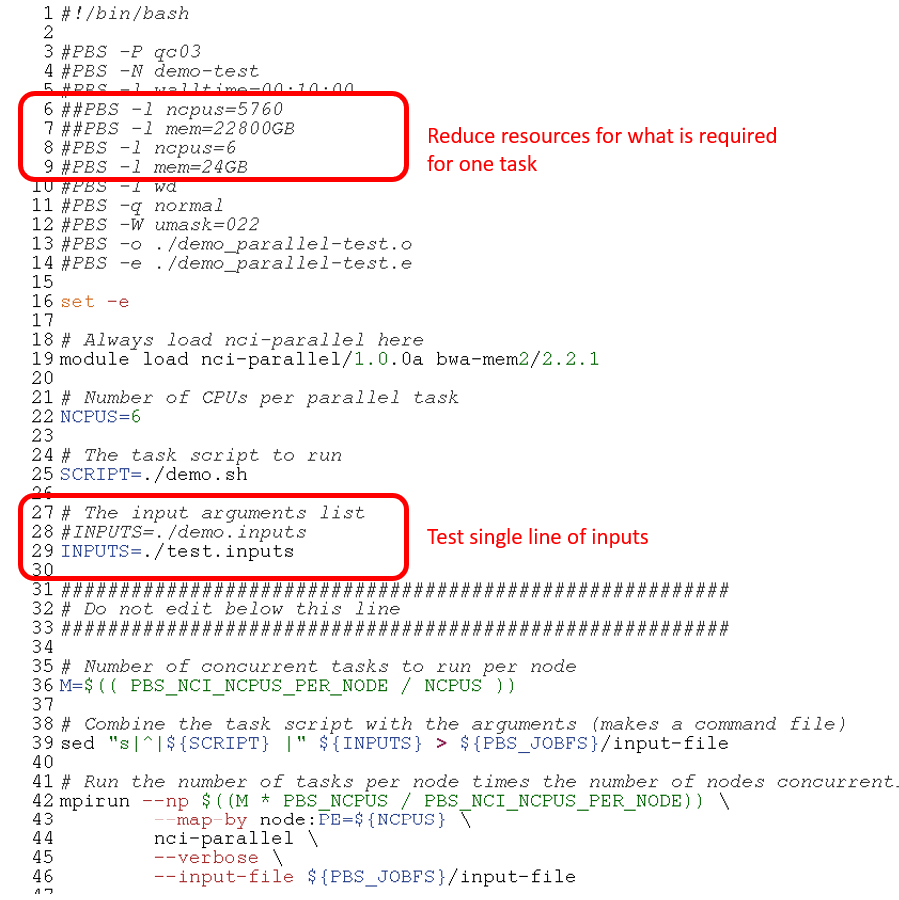 1 #!/bin/bash
2
3 #PBS -P qc03
4 #PBS -N demo-test
5 #PBS -l walltime=00:10:00
6 ##PBS -l ncpus=5760
7 ##PBS -l mem=22800GB
8 #PBS -l ncpus=6
9 #PBS -l mem=24GB
Reduce resources for what is required
for one task
10 #PBS -l wd
11 #PBS -q normal
12 #PBS -W umask=022
13 #PBS -o ./demo_parallel-test.o
14 #PBS -e ./demo_parallel-test.e
15
16 set -e
17
18 # Always load nci-parallel here
19 module load nci-parallel/1.0.0a bwa-mem2/2.2.1
20
21 # Number of CPUs per parallel task
22 NCPUS=6
23
24 # The task script to run
25 SCRIPT=./demo.sh
26
27 # The input arguments list
28 #INPUTS=./demo.inputs
29 INPUTS=./test.inputs
Test single line of inputs
30
31 #########################################################
32 # Do not edit below this line
33 #########################################################
34
35 # Number of concurrent tasks to run per node
36 M=$(( PBS_NCI_NCPUS_PER_NODE / NCPUS ))
37
38 # Combine the task script with the arguments (makes a command file)
39 sed "s|^|${SCRIPT} |" ${INPUTS} > ${PBS_JOBFS}/input-file
40
41 # Run the number of tasks per node times the number of nodes concurrent.
42 mpirun --np $((M * PBS_NCPUS / PBS_NCI_NCPUS_PER_NODE)) \
43 --map-by node:PE=${NCPUS} \
44 nci-parallel \
45 --verbose \
46 --input-file ${PBS_JOBFS}/input-file
47